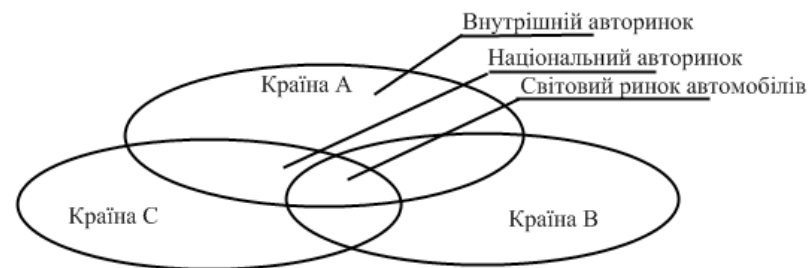 Внутрішній авторинок
Національний авторинок
Країна А
Світовий ринок автомобілів
Країна С
Країна В